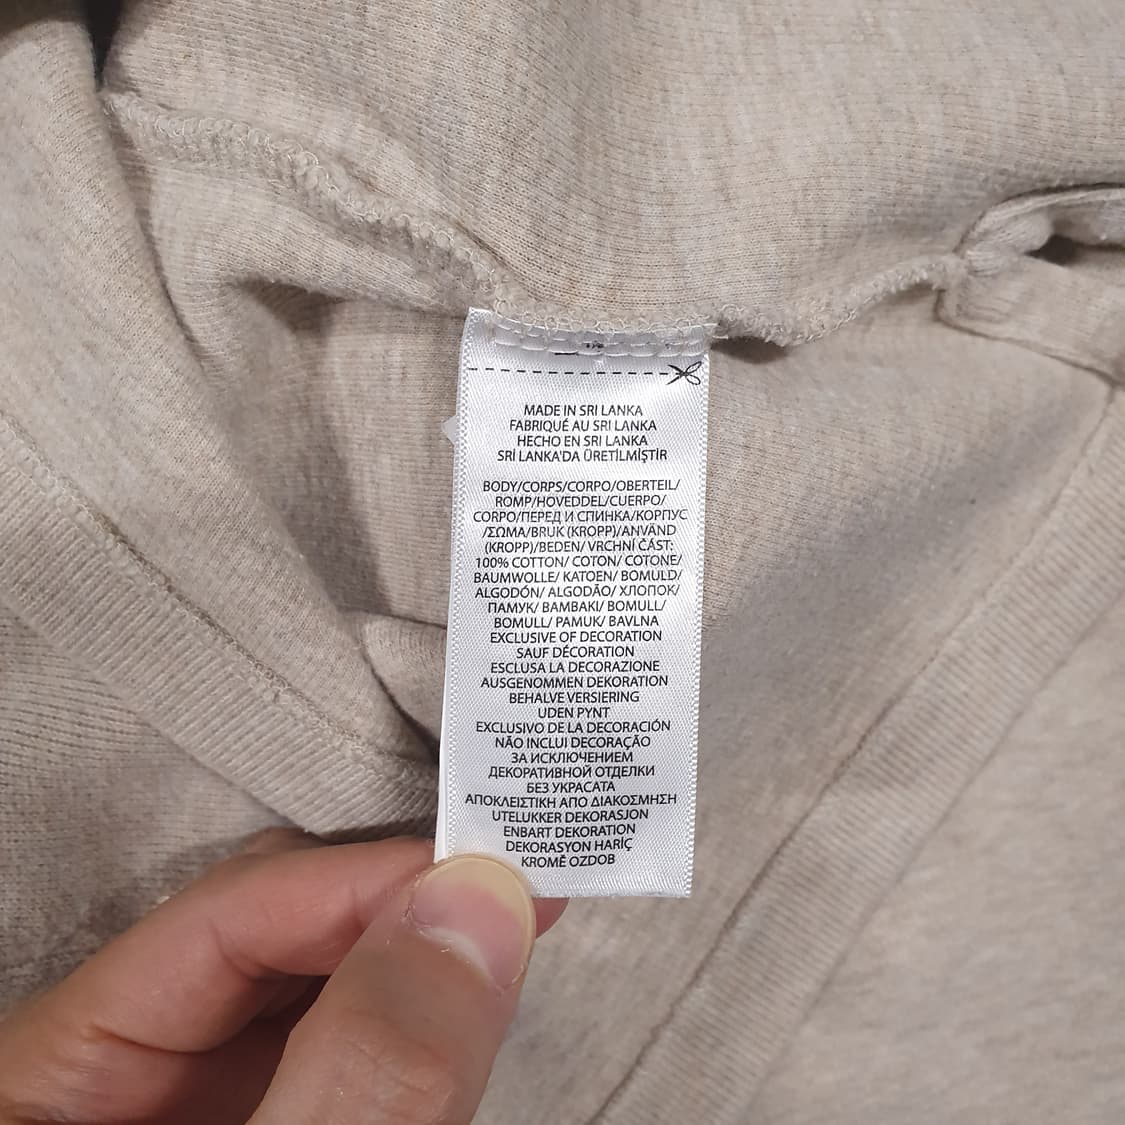 MADE IN SRI LANKA
FABRIQUÉ AU SRI LANKA
HECHO EN SRI LANKA
SRİ LANKA'DA ÜRETİLMİŞTİR
BODY/CORPS/CORPO/OBERTEIL/
ROMP/HOVEDDEL/CUERPO/
CORPO/ПЕРЕД И СПИНКА/КОРПУС
/ΣΩΜΑ/BRUK (KROPP)/ANVÄND
(KROPP)/BEDEN/ VRCHNÍ ČÁST:
100% COTTON/ COTON/ COTONE/
BAUMWOLLE/ KATOEN/ BOMULD/
ALGODÓN/ ALGODÃO/ ХЛОПОК/
ПАМУК/ ΒΑΜΒΑΚΙ/ BOMULL/
BOMULL/ PAMUK/ BAVLNA
EXCLUSIVE OF DECORATION
SAUF DÉCORATION
ESCLUSA LA DECORAZIONE
AUSGENOMMEN DEKORATION
BEHALVE VERSIERING
UDEN PYNT
EXCLUSIVO DE LA DECORACIÓN
NÃO INCLUI DECORAÇÃO
ЗА ИСКЛЮЧЕНИЕМ
ДЕКОРАТИВНОЙ ОТДЕЛКИ
БЕЗ УКРАСАТА
ΑΠΟΚΛΕΙΣΤΙΚΗ ΑΠΟ ΔΙΑΚΟΣΜΗΣΗ
UTELUKKER DEKORASJON
ENBART DEKORATION
DEKORASYON HARİÇ
KROMĚ OZDOB